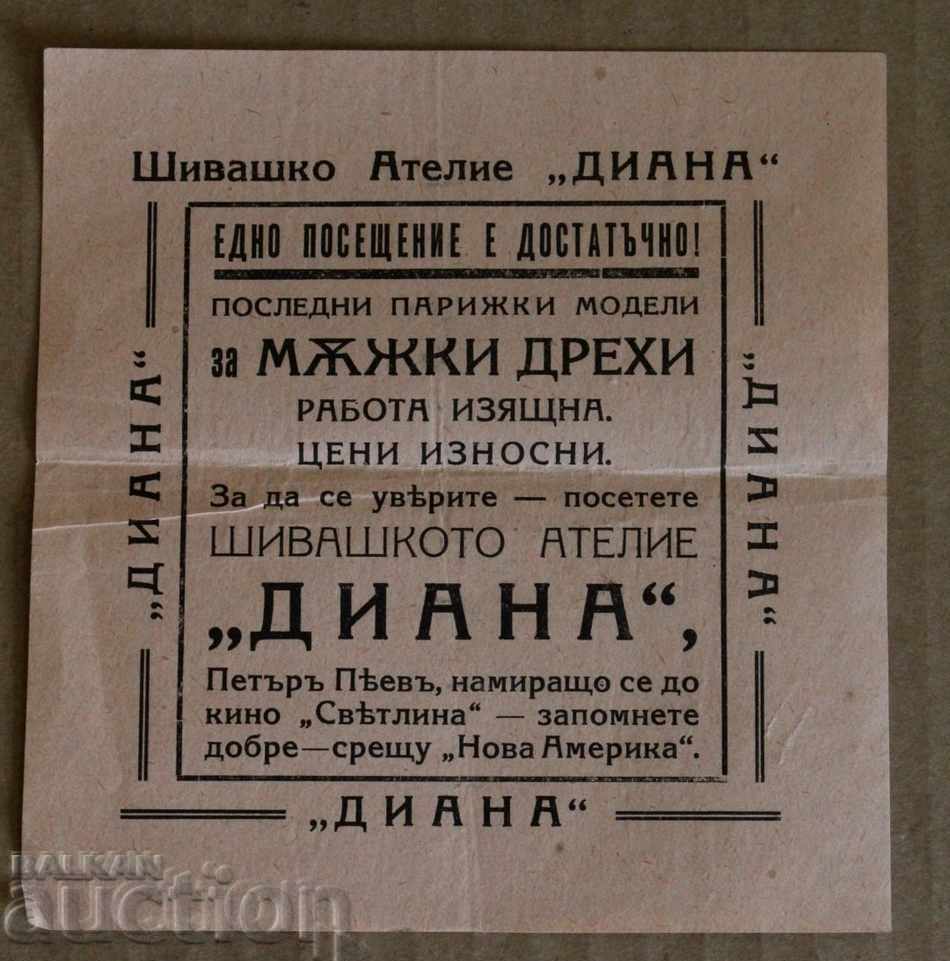 Шивашко Ателие „ДИАНА“
ЕДНО ПОСЕЩЕНИЕ Е ДОСТАТЪЧНО!
ПОСЛЕДНИ ПАРИЖКИ МОДЕЛИ
за МѪЖКИ ДРЕХИ
РАБОТА ИЗЯЩНА.
ЦЕНИ ИЗНОСНИ.
За да се увѣрите — посетете
ШИВАШКОТО АТЕЛИЕ
„ДИАНА“,
Петъръ Пѣевъ, намиращо се до
кино „Свѣтлина“ — запомнете
добре—срещу „Нова Америка“.
„ДИАНА“
„ДИАНА“
„ДИАНА“
BALKAN
auction